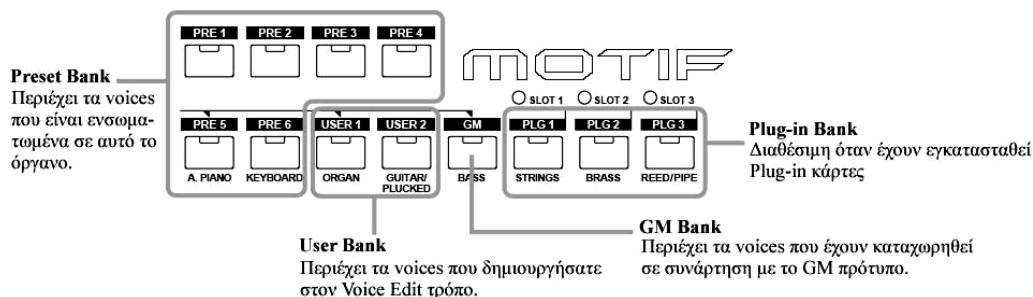 PRE 1 PRE 2 PRE 3 PRE 4
MOTIF
Preset Bank
Περιέχει τα voices
που είναι ενσωμα-
τωμένα σε αυτό το
όργανο.
SLOT 1 SLOT 2 SLOT 3
PRE 5 PRE 6 USER 1 USER 2 GM PLG 1 PLG 2 PLG 3
A. PIANO KEYBOARD ORGAN GUITAR/ BASS STRINGS BRASS REED/PIPE
PLUCKED
Plug-in Bank
Διαθέσιμη όταν έχουν εγκατασταθεί
Plug-in κάρτες
User Bank
Περιέχει τα voices που δημιουργήσατε
στον Voice Edit τρόπο.
GM Bank
Περιέχει τα voices που έχουν καταχωρηθεί
σε συνάρτηση με το GM πρότυπο.